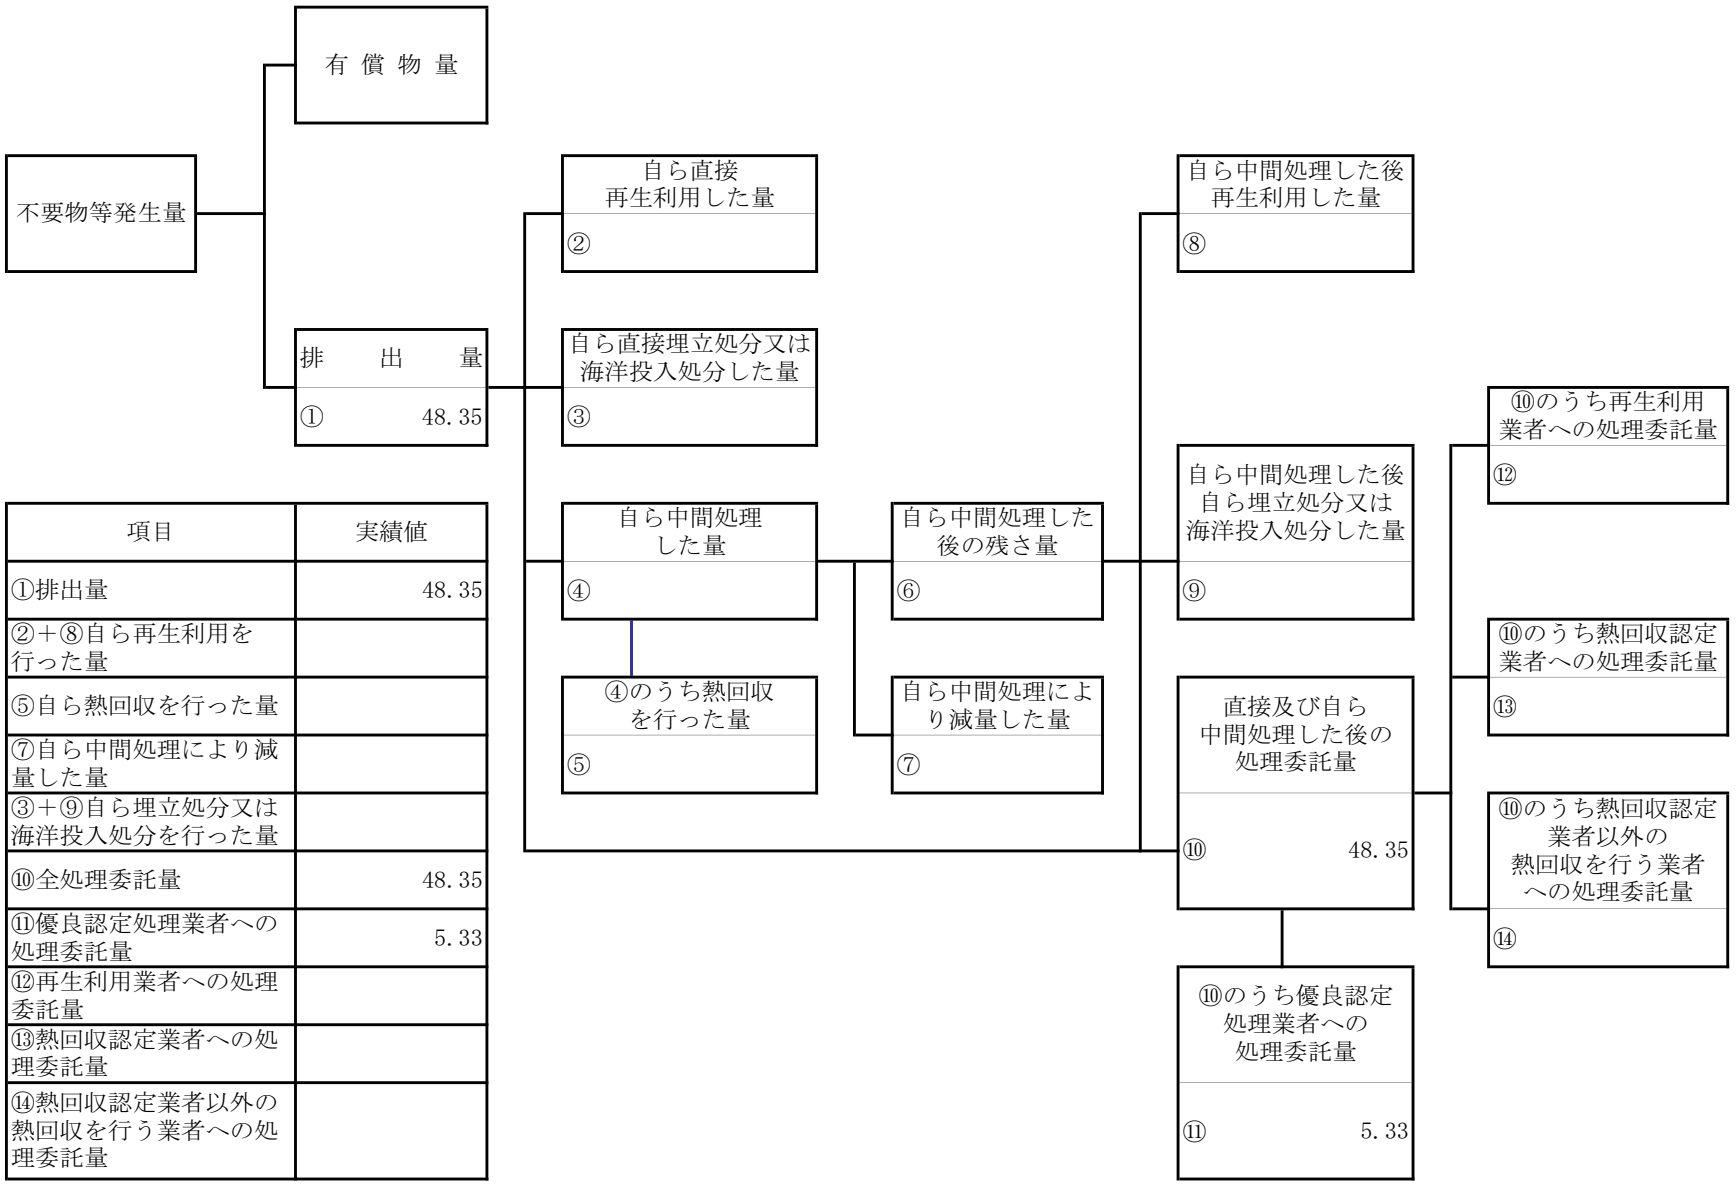 有償物量
不要物等発生量
自ら直接
再生利用した量
②
自ら中間処理した後
再生利用した量
⑧
排出量
① 48.35
自ら直接埋立処分又は
海洋投入処分した量
③
⑩のうち再生利用
業者への処理委託量
⑫
自ら中間処理した後
自ら埋立処分又は
海洋投入処分した量
⑨
自ら中間処理
した量
④
自ら中間処理した
後の残さ量
⑥
⑩のうち熱回収認定
業者への処理委託量
⑬
④のうち熱回収
を行った量
⑤
自ら中間処理によ
り減量した量
⑦
直接及び自ら
中間処理した後の
処理委託量
⑩ 48.35
⑩のうち熱回収認定
業者以外の
熱回収を行う業者
への処理委託量
⑭
⑩のうち優良認定
処理業者への
処理委託量
⑪ 5.33
項目 実績値
①排出量 48.35
②＋⑧自ら再生利用を
行った量
⑤自ら熱回収を行った量
⑦自ら中間処理により減
量した量
③＋⑨自ら埋立処分又は
海洋投入処分を行った量
⑩全処理委託量 48.35
⑪優良認定処理業者への
処理委託量 5.33
⑫再生利用業者への処理
委託量
⑬熱回収認定業者への処
理委託量
⑭熱回収認定業者以外の
熱回収を行う業者への処
理委託量